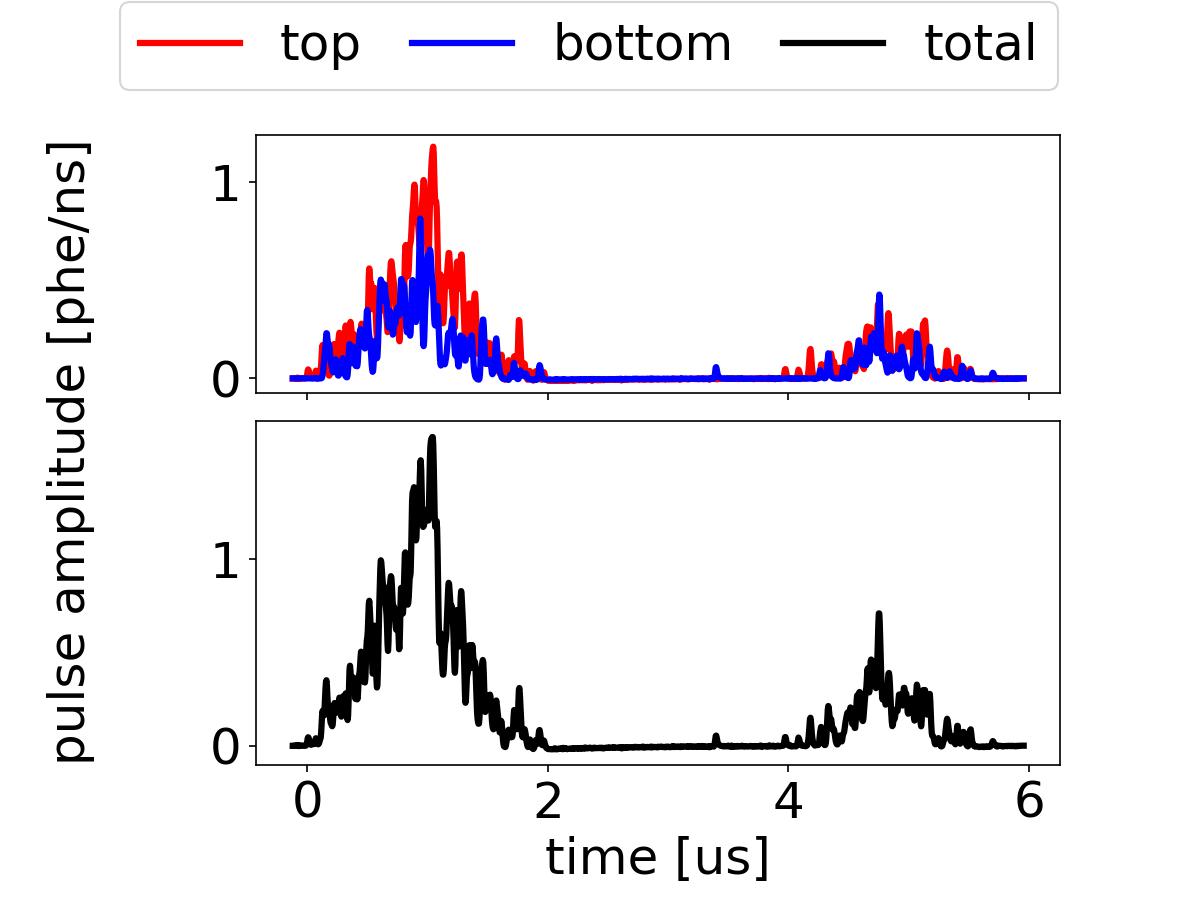 top bottom total
pulse amplitude [phe/ns]
1
0
1
0
0 2 4 6
time [us]